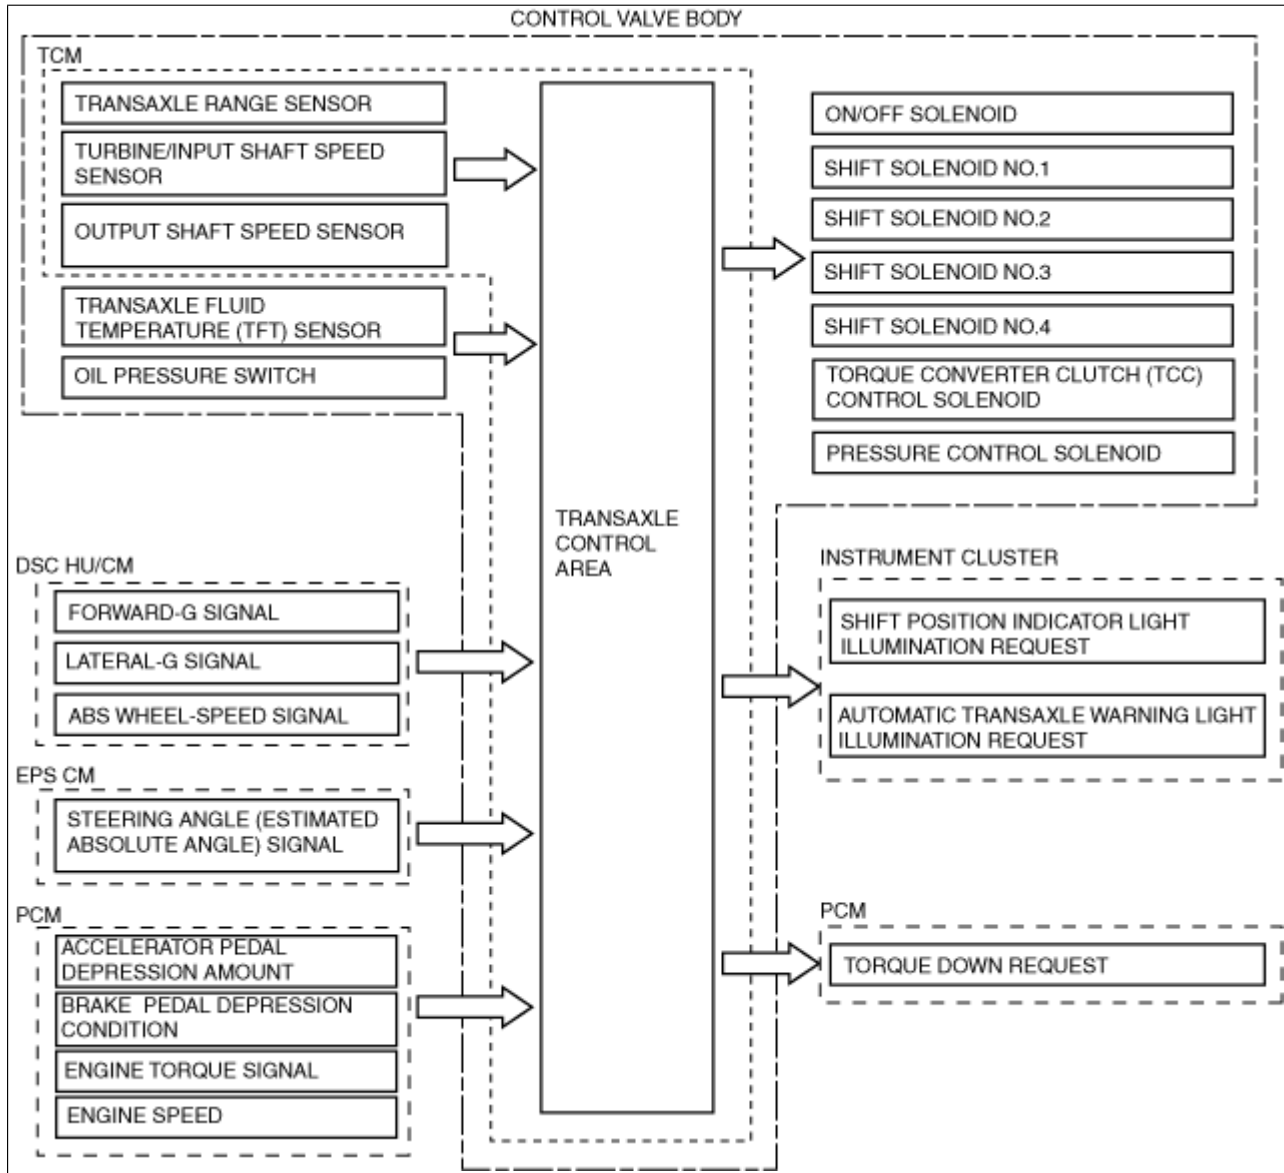 CONTROL VALVE BODY
TCM
TRANSAXLE RANGE SENSOR
TURBINE/INPUT SHAFT SPEED
SENSOR
OUTPUT SHAFT SPEED SENSOR
TRANSAXLE FLUID
TEMPERATURE (TFT) SENSOR
OIL PRESSURE SWITCH
DSC HU/CM
FORWARD-G SIGNAL
LATERAL-G SIGNAL
ABS WHEEL-SPEED SIGNAL
EPS CM
STEERING ANGLE (ESTIMATED
ABSOLUTE ANGLE) SIGNAL
PCM
ACCELERATOR PEDAL
DEPRESSION AMOUNT
BRAKE PEDAL DEPRESSION
CONDITION
ENGINE TORQUE SIGNAL
ENGINE SPEED
TRANSAXLE
CONTROL
AREA
ON/OFF SOLENOID
SHIFT SOLENOID NO.1
SHIFT SOLENOID NO.2
SHIFT SOLENOID NO.3
SHIFT SOLENOID NO.4
TORQUE CONVERTER CLUTCH (TCC)
CONTROL SOLENOID
PRESSURE CONTROL SOLENOID
INSTRUMENT CLUSTER
SHIFT POSITION INDICATOR LIGHT
ILLUMINATION REQUEST
AUTOMATIC TRANSAXLE WARNING LIGHT
ILLUMINATION REQUEST
PCM
TORQUE DOWN REQUEST